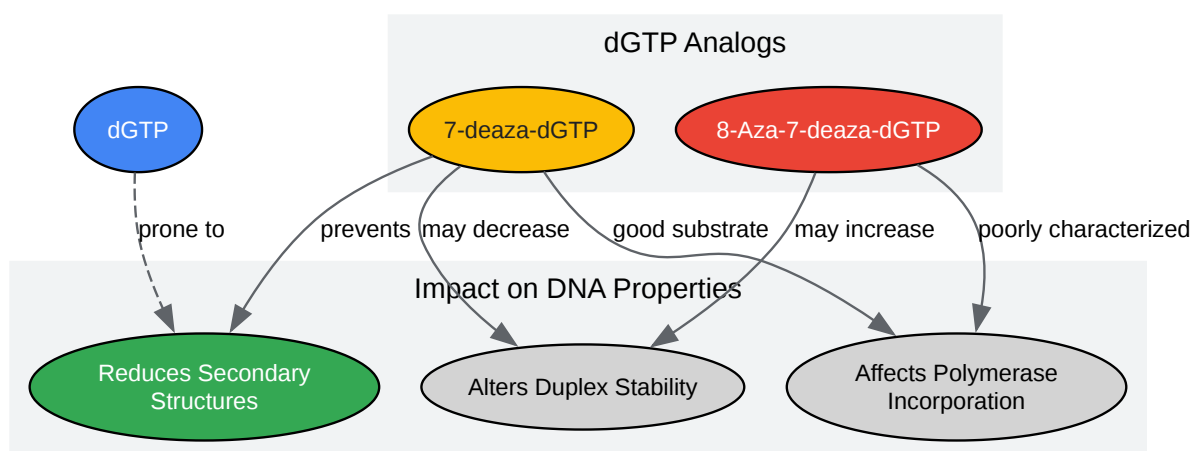 dGTP Analogs
dGTP
7-deaza-dGTP
8-Aza-7-deaza-dGTP
prone to
prevents
may decrease
good substrate
may increase
poorly characterized
Impact on DNA Properties
Reduces Secondary
Structures
Alters Duplex Stability
Affects Polymerase
Incorporation